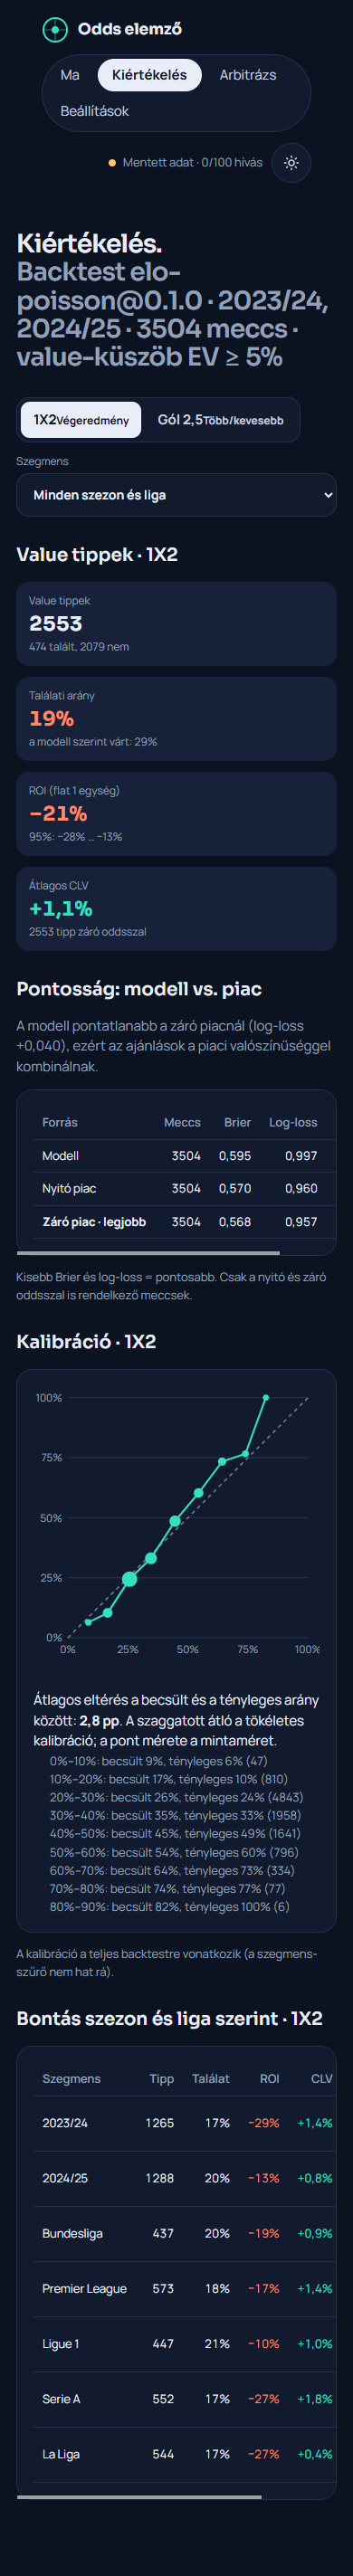 Odds elemző
Ma Kiértékelés Arbitrázs
Beállítások
Mentett adat · 0/100 hívás
Kiértékelés.
Backtest elo-
poisson@0.1.0 · 2023/24,
2024/25 · 3504 meccs ·
value-küszöb EV ≥ 5%
1X2Végeredmény Gól 2,5Több/kevesebb
Szegmens
Minden szezon és liga
Value tippek · 1X2
Value tippek
2553
474 talált, 2079 nem
Találati arány
19%
a modell szerint várt: 29%
ROI (flat 1 egység)
−21%
95%: −28% … −13%
Átlagos CLV
+1,1%
2553 tipp záró oddsszal
Pontosság: modell vs. piac
A modell pontatlanabb a záró piacnál (log-loss
+0,040), ezért az ajánlások a piaci valószínűséggel
kombinálnak.
Forrás Meccs Brier Log-loss
Modell 3504 0,595 0,997
Nyitó piac 3504 0,570 0,960
Záró piac · legjobb 3504 0,568 0,957
Kisebb Brier és log-loss = pontosabb. Csak a nyitó és záró
oddsszal is rendelkező meccsek.
Kalibráció · 1X2
100%
75%
50%
25%
0%
0% 25% 50% 75% 100%
Átlagos eltérés a becsült és a tényleges arány
között: 2,8 pp. A szaggatott átló a tökéletes
kalibráció; a pont mérete a mintaméret.
0%–10%: becsült 9%, tényleges 6% (47)
10%–20%: becsült 17%, tényleges 10% (810)
20%–30%: becsült 26%, tényleges 24% (4843)
30%–40%: becsült 35%, tényleges 33% (1958)
40%–50%: becsült 45%, tényleges 49% (1641)
50%–60%: becsült 54%, tényleges 60% (796)
60%–70%: becsült 64%, tényleges 73% (334)
70%–80%: becsült 74%, tényleges 77% (77)
80%–90%: becsült 82%, tényleges 100% (6)
A kalibráció a teljes backtestre vonatkozik (a szegmens-
szűrő nem hat rá).
Bontás szezon és liga szerint · 1X2
Szegmens Tipp Találat ROI CLV
2023/24 1265 17% −29% +1,4%
2024/25 1288 20% −13% +0,8%
Bundesliga 437 20% −19% +0,9%
Premier League 573 18% −17% +1,4%
Ligue 1 447 21% −10% +1,0%
Serie A 552 17% −27% +1,8%
La Liga 544 17% −27% +0,4%